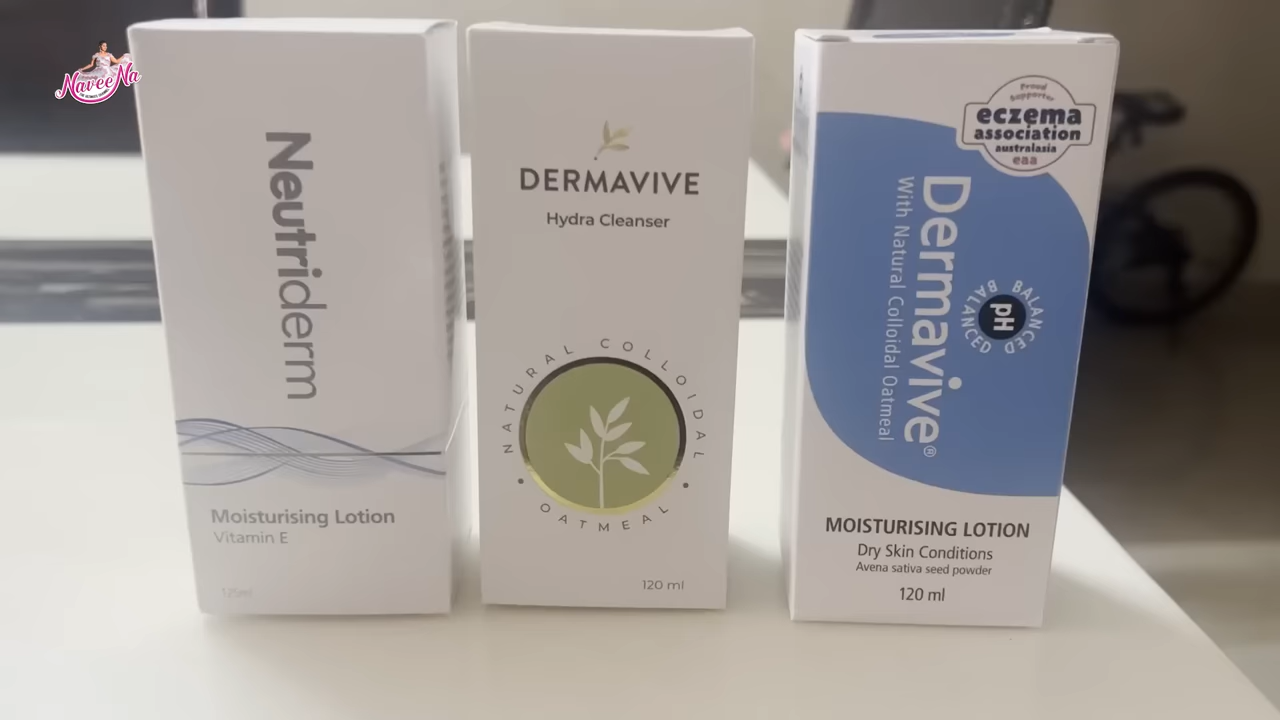 NaveeNa
Neutriderm
Moisturising Lotion
Vitamin E
125ml
DERMAVIVE
Hydra Cleanser
NATURAL COLLOIDAL
• OATMEAL •
120 ml
Proud
Supporter
eczema
association
australasia
eaa
Dermavive®
With Natural Colloidal Oatmeal
BALANCED
pH
BALANCED
MOISTURISING LOTION
Dry Skin Conditions
Avena sativa seed powder
120 ml